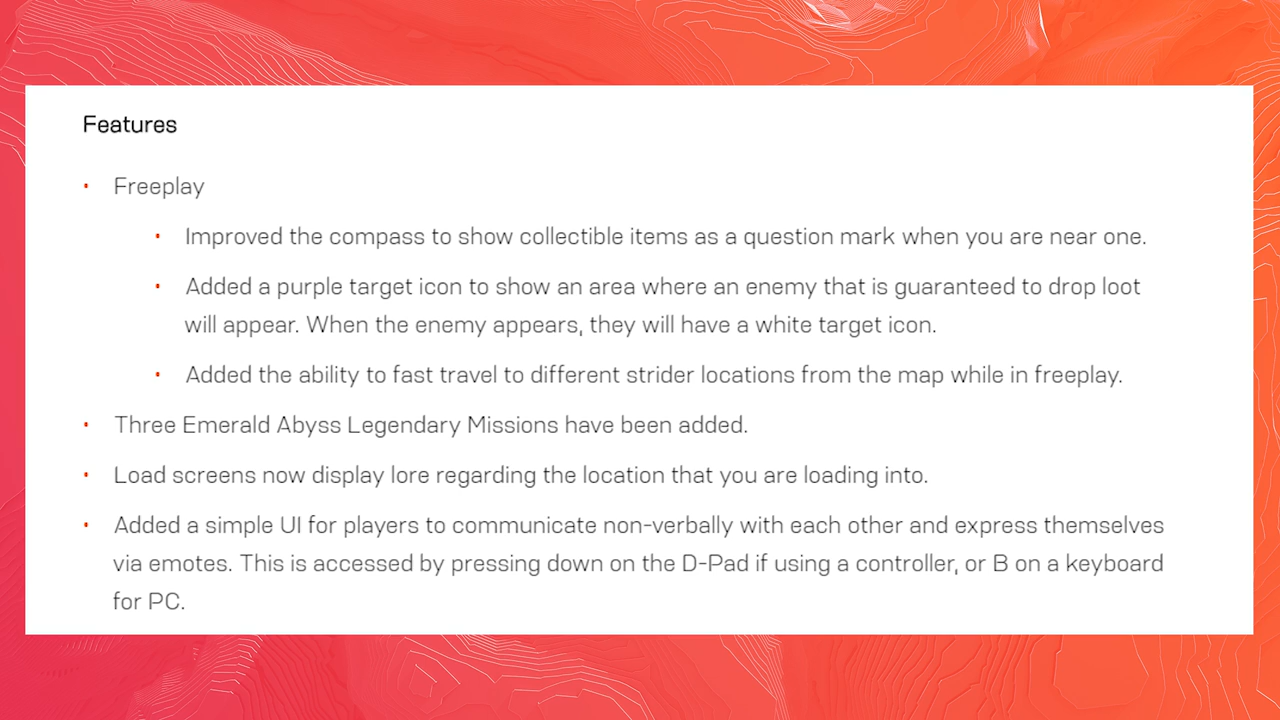 Features
Freeplay
Improved the compass to show collectible items as a question mark when you are near one.
Added a purple target icon to show an area where an enemy that is guaranteed to drop loot
will appear. When the enemy appears, they will have a white target icon.
Added the ability to fast travel to different strider locations from the map while in freeplay.
Three Emerald Abyss Legendary Missions have been added.
Load screens now display lore regarding the location that you are loading into.
Added a simple UI for players to communicate non-verbally with each other and express themselves
via emotes. This is accessed by pressing down on the D-Pad if using a controller, or B on a keyboard
for PC.